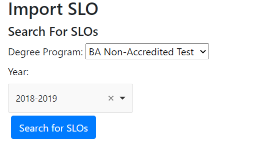 Import SLO
Search For SLOs
Degree Program: BA Non-Accredited Test
Year:
2018-2019 ×
Search for SLOs